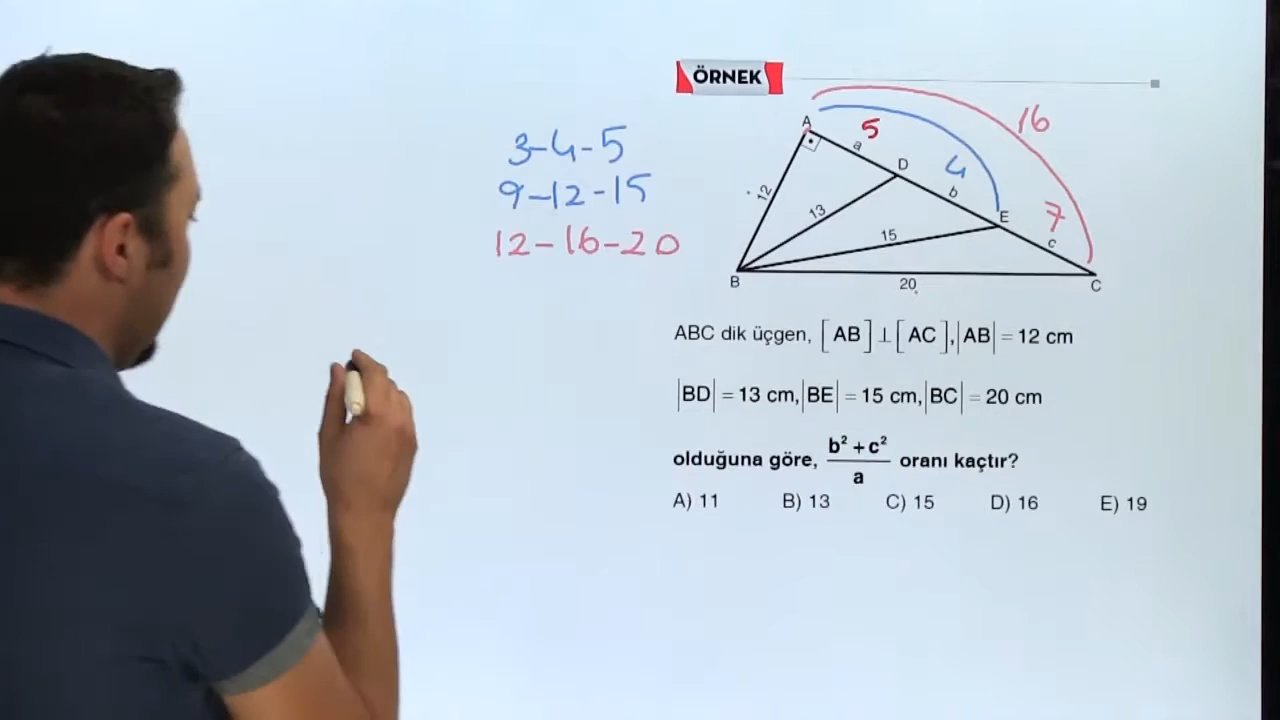 ÖRNEK
3-4-5
9-12-15
12-16-20
16
A
5
a
D
4
b
E
7
c
12
13
15
B
20
C
ABC dik üçgen, [AB]⊥[AC], |AB| = 12 cm
|BD| = 13 cm, |BE| = 15 cm, |BC| = 20 cm
olduğuna göre, (b² + c²)/a oranı kaçtır?
A) 11 B) 13 C) 15 D) 16 E) 19